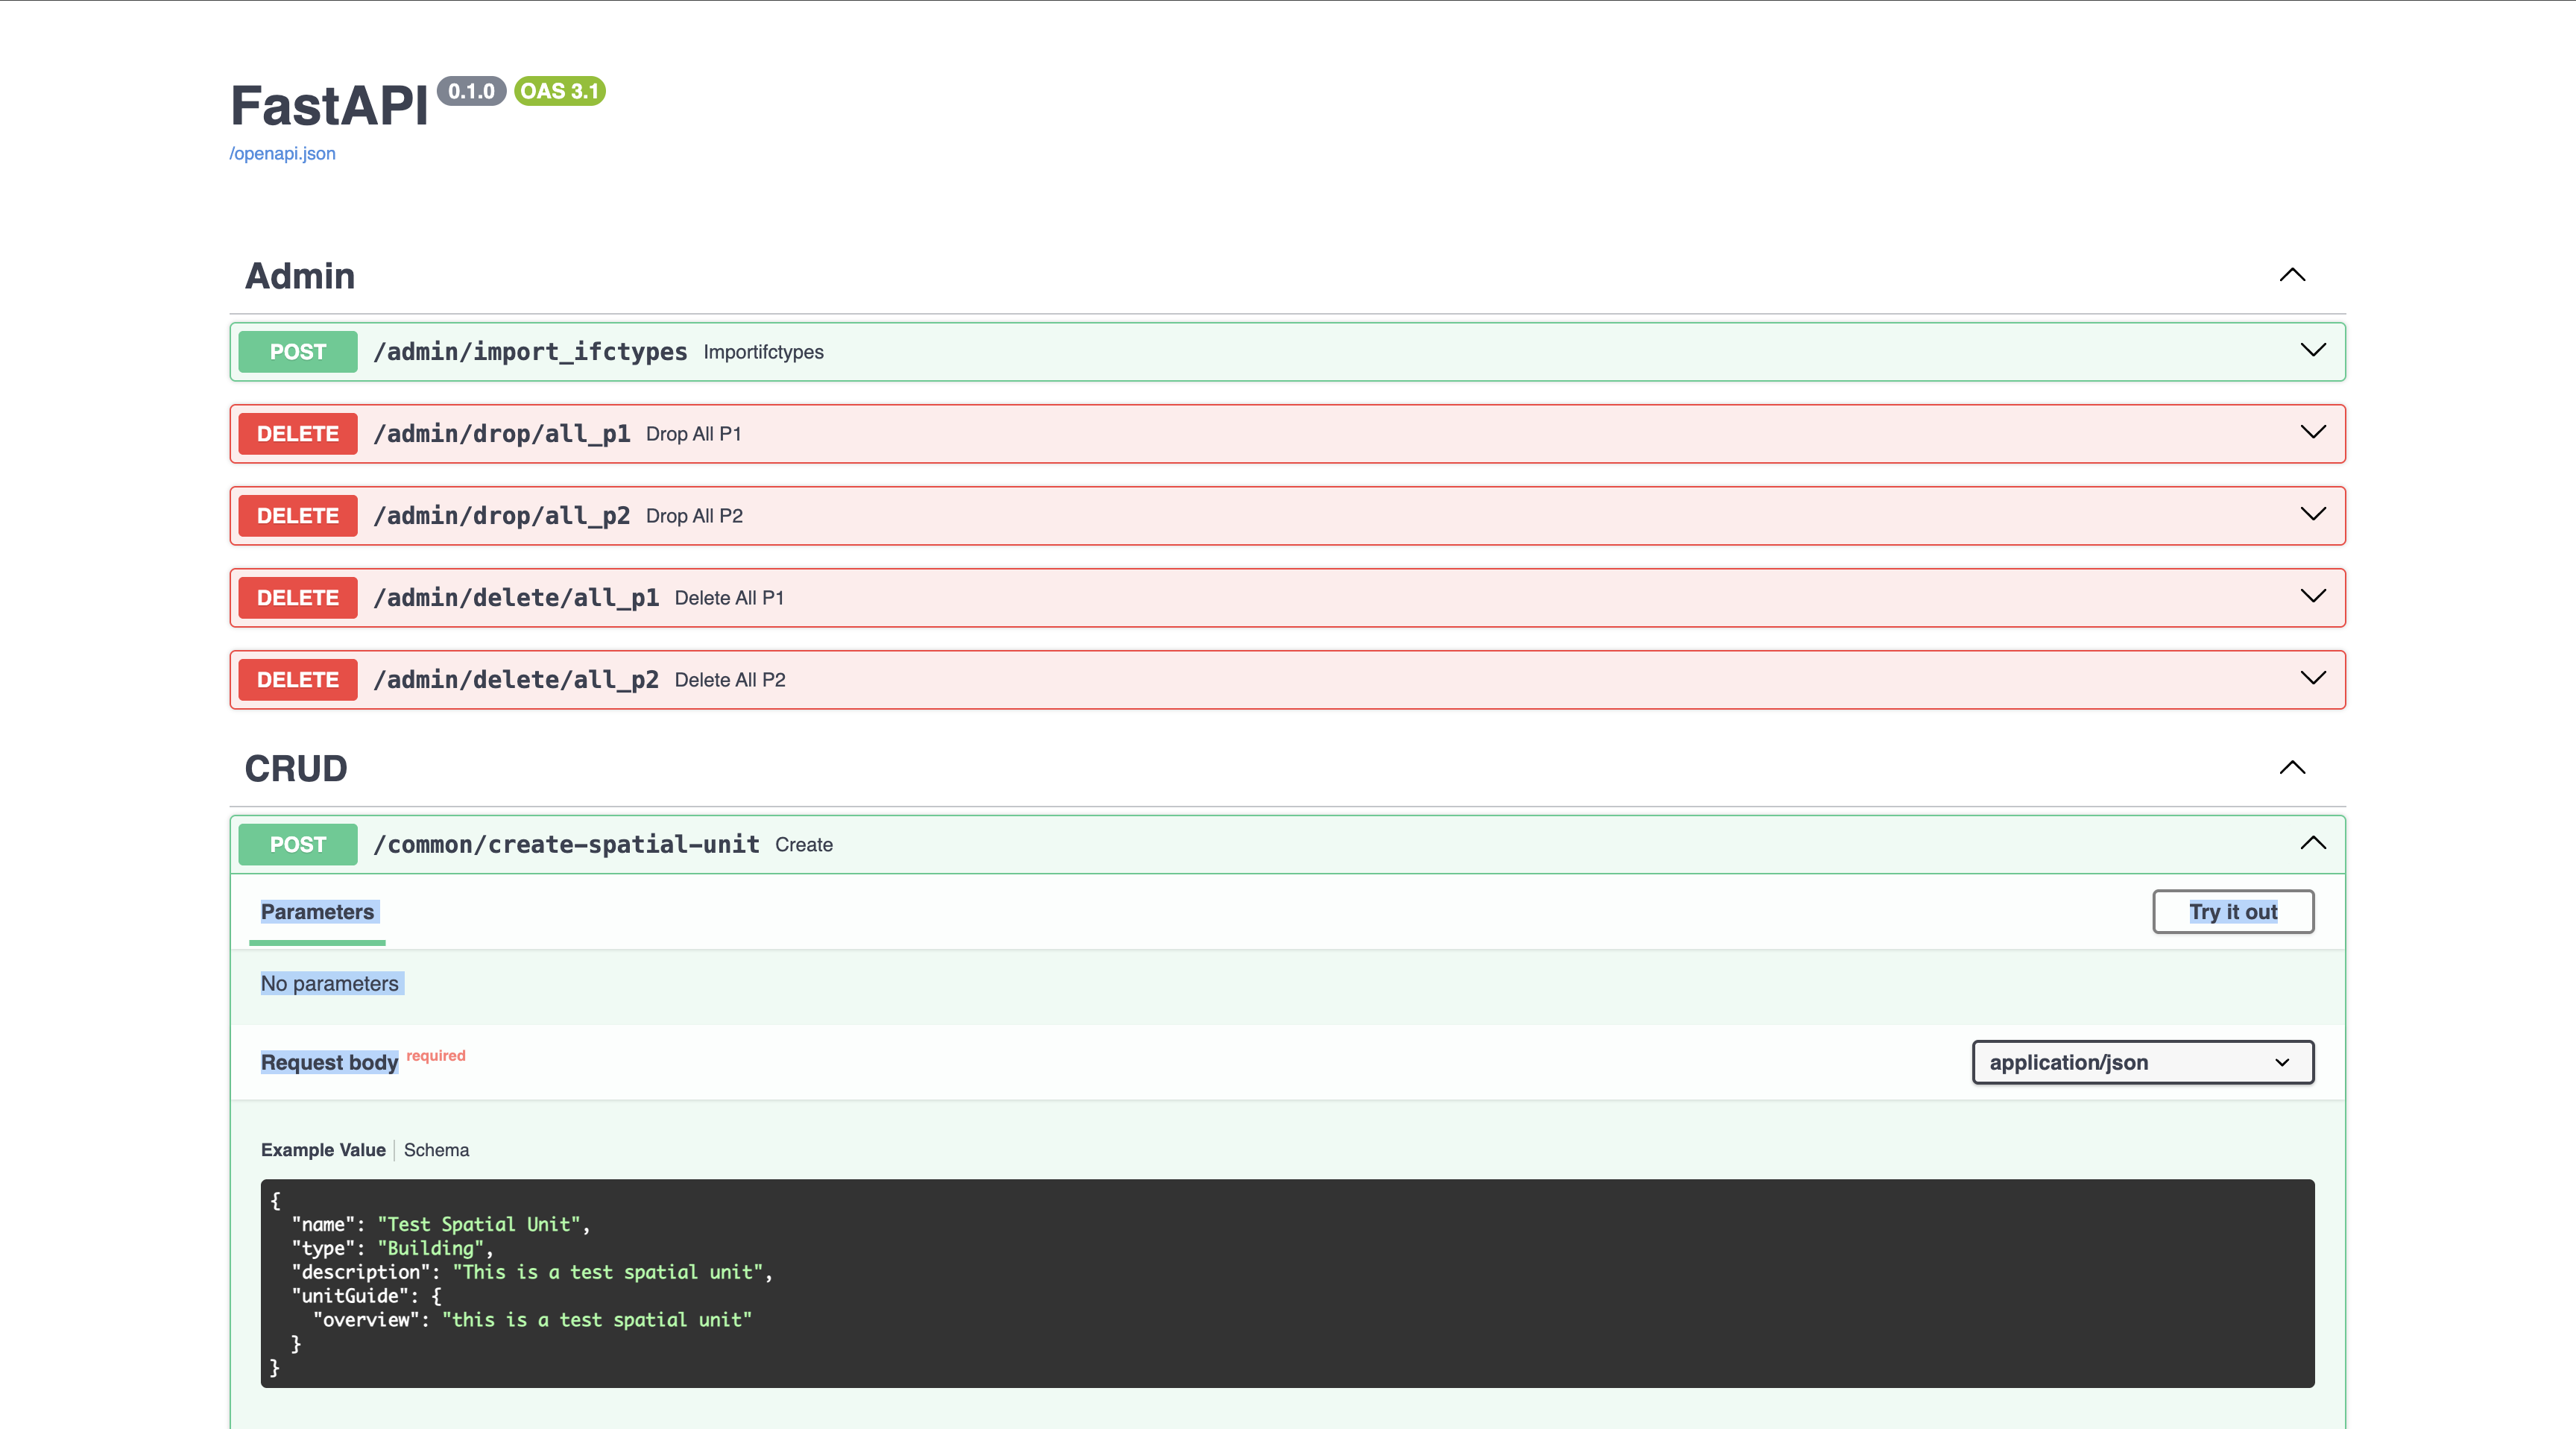 FastAPI 0.1.0 OAS 3.1
/openapi.json
Admin
POST /admin/import_ifctypes Importifctypes
DELETE /admin/drop/all_p1 Drop All P1
DELETE /admin/drop/all_p2 Drop All P2
DELETE /admin/delete/all_p1 Delete All P1
DELETE /admin/delete/all_p2 Delete All P2
CRUD
POST /common/create-spatial-unit Create
Parameters Try it out
No parameters
Request body required application/json
Example Value Schema
{
  "name": "Test Spatial Unit",
  "type": "Building",
  "description": "This is a test spatial unit",
  "unitGuide": {
    "overview": "this is a test spatial unit"
  }
}